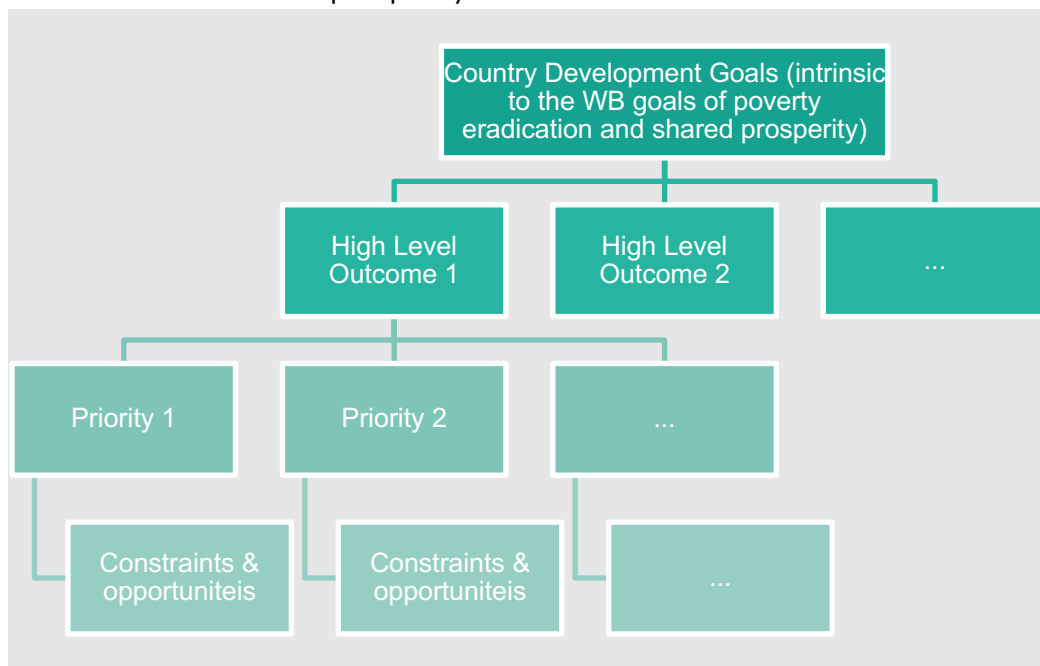 Country Development Goals (intrinsic
to the WB goals of poverty
eradication and shared prosperity)
High Level
Outcome 1
High Level
Outcome 2
...
Priority 1
Priority 2
...
Constraints &
opportuniteis
Constraints &
opportuniteis
...